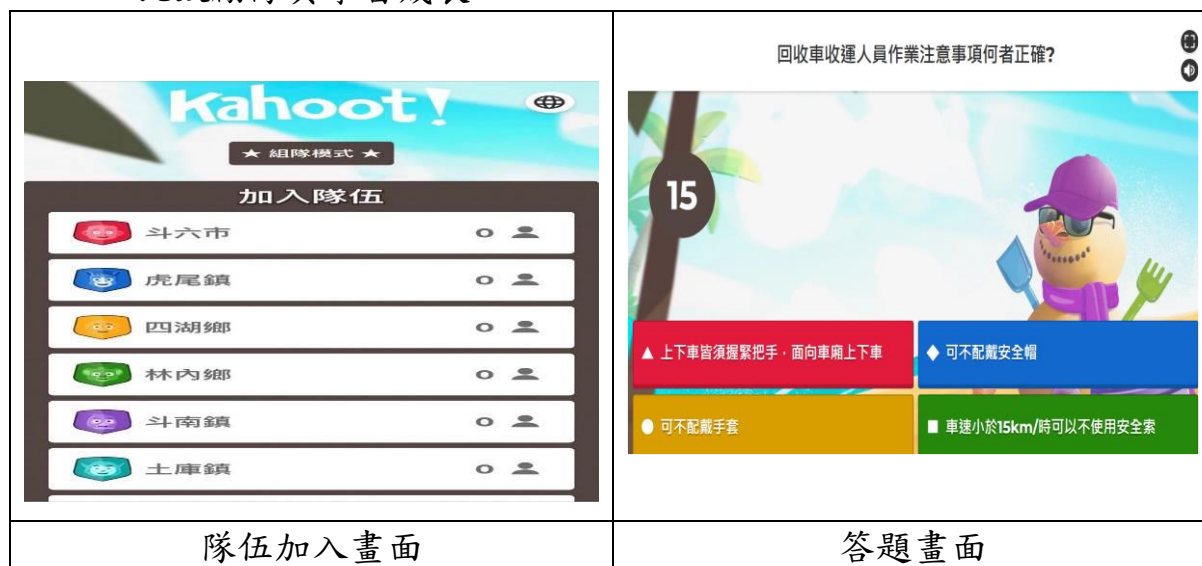 Kahoot!
★ 組隊模式 ★
加入隊伍
斗六市 0
虎尾鎮 0
四湖鄉 0
林內鄉 0
斗南鎮 0
土庫鎮 0
隊伍加入畫面
回收車收運人員作業注意事項何者正確?
15
▲ 上下車皆須握緊把手，面向車廂上下車
◆ 可不配戴安全帽
● 可不配戴手套
■ 車速小於15km/時可以不使用安全索
答題畫面